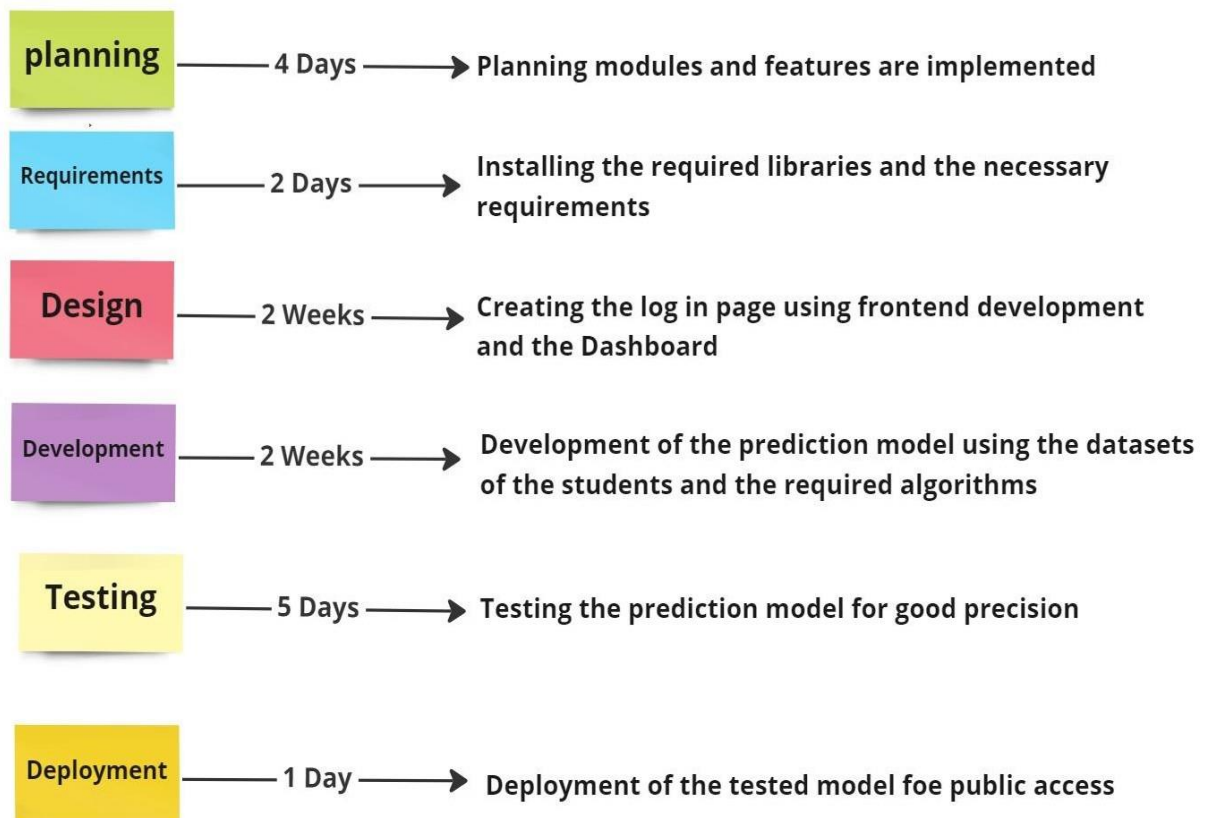 planning
4 Days
Planning modules and features are implemented
Requirements
2 Days
Installing the required libraries and the necessary
requirements
Design
2 Weeks
Creating the log in page using frontend development
and the Dashboard
Development
2 Weeks
Development of the prediction model using the datasets
of the students and the required algorithms
Testing
5 Days
Testing the prediction model for good precision
Deployment
1 Day
Deployment of the tested model foe public access